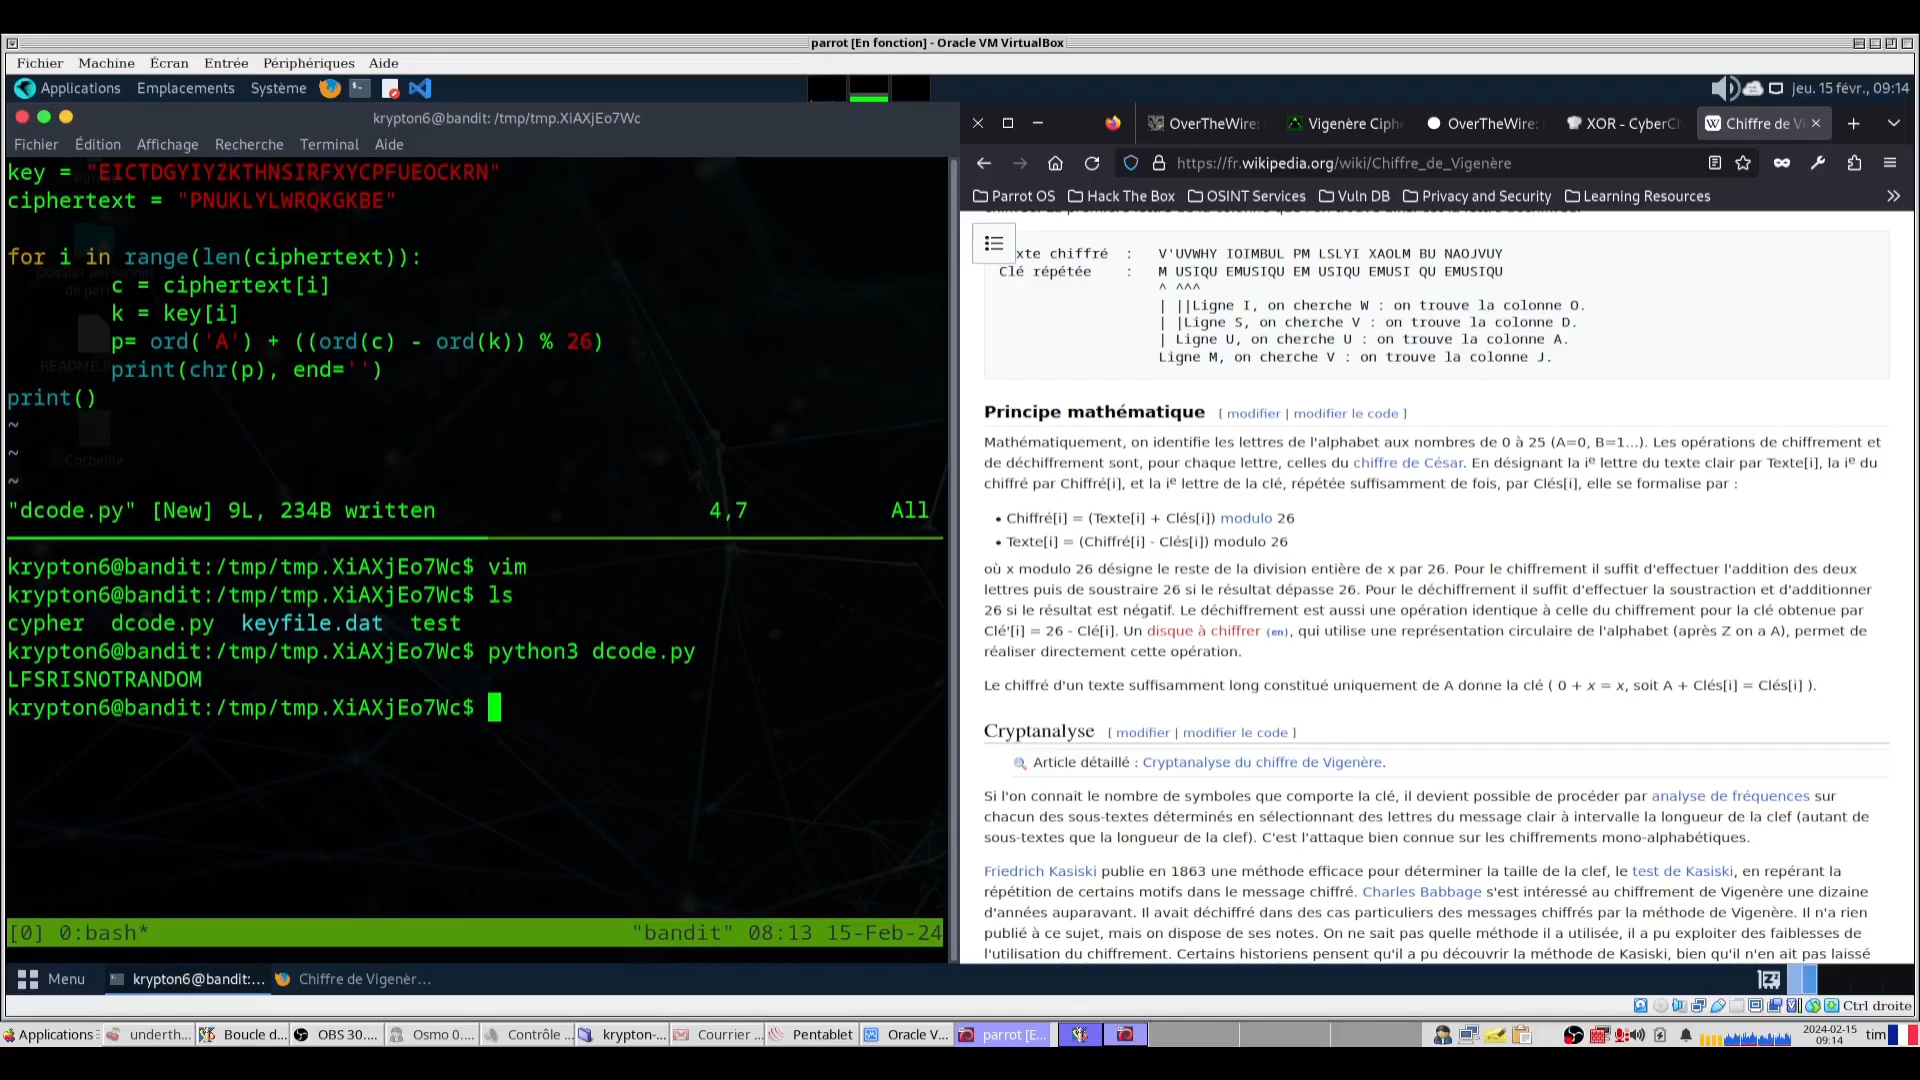 parrot [En fonction] - Oracle VM VirtualBox
Fichier Machine Écran Entrée Périphériques Aide
Applications Emplacements Système
jeu. 15 févr., 09:14
krypton6@bandit: /tmp/tmp.XiAXjEo7Wc
Fichier Édition Affichage Recherche Terminal Aide
key = "EICTDGYIYZKTHNSIRFXYCPFUEOCKRN"
ciphertext = "PNUKLYLWRQKGKBE"
for i in range(len(ciphertext)):
c = ciphertext[i]
k = key[i]
p= ord('A') + ((ord(c) - ord(k)) % 26)
print(chr(p), end='')
print()
~
~
~
Corbeille
"dcode.py" [New] 9L, 234B written 4,7 All
krypton6@bandit:/tmp/tmp.XiAXjEo7Wc$ vim
krypton6@bandit:/tmp/tmp.XiAXjEo7Wc$ ls
cypher dcode.py keyfile.dat test
krypton6@bandit:/tmp/tmp.XiAXjEo7Wc$ python3 dcode.py
LFSRISNOTRANDOM
krypton6@bandit:/tmp/tmp.XiAXjEo7Wc$
[0] 0:bash* "bandit" 08:13 15-Feb-24
OverTheWire: Vigenère Ciph OverTheWire: XOR - CyberCh Chiffre de Vi
https://fr.wikipedia.org/wiki/Chiffre_de_Vigenère
Parrot OS Hack The Box OSINT Services Vuln DB Privacy and Security Learning Resources
xte chiffré : V'UVWHY IOIMBUL PM LSLYI XAOLM BU NAOJVUY
Clé répétée : M USIQU EMUSIQU EM USIQU EMUSI QU EMUSIQU
^ ^^^
| ||Ligne I, on cherche W : on trouve la colonne O.
| |Ligne S, on cherche V : on trouve la colonne D.
| Ligne U, on cherche U : on trouve la colonne A.
Ligne M, on cherche V : on trouve la colonne J.
Principe mathématique [ modifier | modifier le code ]
Mathématiquement, on identifie les lettres de l'alphabet aux nombres de 0 à 25 (A=0, B=1...). Les opérations de chiffrement et
de déchiffrement sont, pour chaque lettre, celles du chiffre de César. En désignant la ie lettre du texte clair par Texte[i], la ie du
chiffré par Chiffré[i], et la ie lettre de la clé, répétée suffisamment de fois, par Clés[i], elle se formalise par :
• Chiffré[i] = (Texte[i] + Clés[i]) modulo 26
• Texte[i] = (Chiffré[i] - Clés[i]) modulo 26
où x modulo 26 désigne le reste de la division entière de x par 26. Pour le chiffrement il suffit d'effectuer l'addition des deux
lettres puis de soustraire 26 si le résultat dépasse 26. Pour le déchiffrement il suffit d'effectuer la soustraction et d'additionner
26 si le résultat est négatif. Le déchiffrement est aussi une opération identique à celle du chiffrement pour la clé obtenue par
Clé'[i] = 26 - Clé[i]. Un disque à chiffrer (en), qui utilise une représentation circulaire de l'alphabet (après Z on a A), permet de
réaliser directement cette opération.
Le chiffré d'un texte suffisamment long constitué uniquement de A donne la clé ( 0 + x = x, soit A + Clés[i] = Clés[i] ).
Cryptanalyse [ modifier | modifier le code ]
Article détaillé : Cryptanalyse du chiffre de Vigenère.
Si l'on connait le nombre de symboles que comporte la clé, il devient possible de procéder par analyse de fréquences sur
chacun des sous-textes déterminés en sélectionnant des lettres du message clair à intervalle la longueur de la clef (autant de
sous-textes que la longueur de la clef). C'est l'attaque bien connue sur les chiffrements mono-alphabétiques.
Friedrich Kasiski publie en 1863 une méthode efficace pour déterminer la taille de la clef, le test de Kasiski, en repérant la
répétition de certains motifs dans le message chiffré. Charles Babbage s'est intéressé au chiffrement de Vigenère une dizaine
d'années auparavant. Il avait déchiffré dans des cas particuliers des messages chiffrés par la méthode de Vigenère. Il n'a rien
publié à ce sujet, mais on dispose de ses notes. On ne sait pas quelle méthode il a utilisée, il a pu exploiter des faiblesses de
l'utilisation du chiffrement. Certains historiens pensent qu'il a pu découvrir la méthode de Kasiski, bien qu'il n'en ait pas laissé
Menu krypton6@bandit:... Chiffre de Vigenèr...
Ctrl droite
Applications underth... Boucle d... OBS 30.... Osmo 0.... Contrôle ... krypton-... Courrier ... Pentablet Oracle V... parrot [E... 2024-02-15 tim
09:14